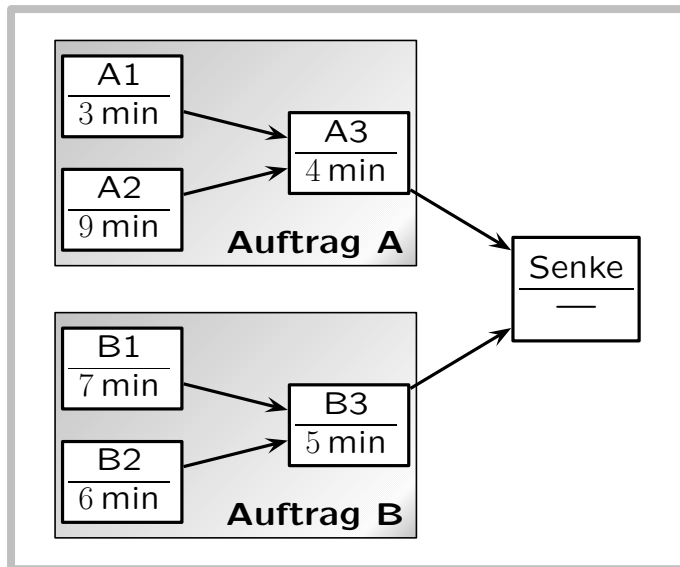 A1
3 min
A2
9 min
A3
4 min
Auftrag A
B1
7 min
B2
6 min
B3
5 min
Auftrag B
Senke
—